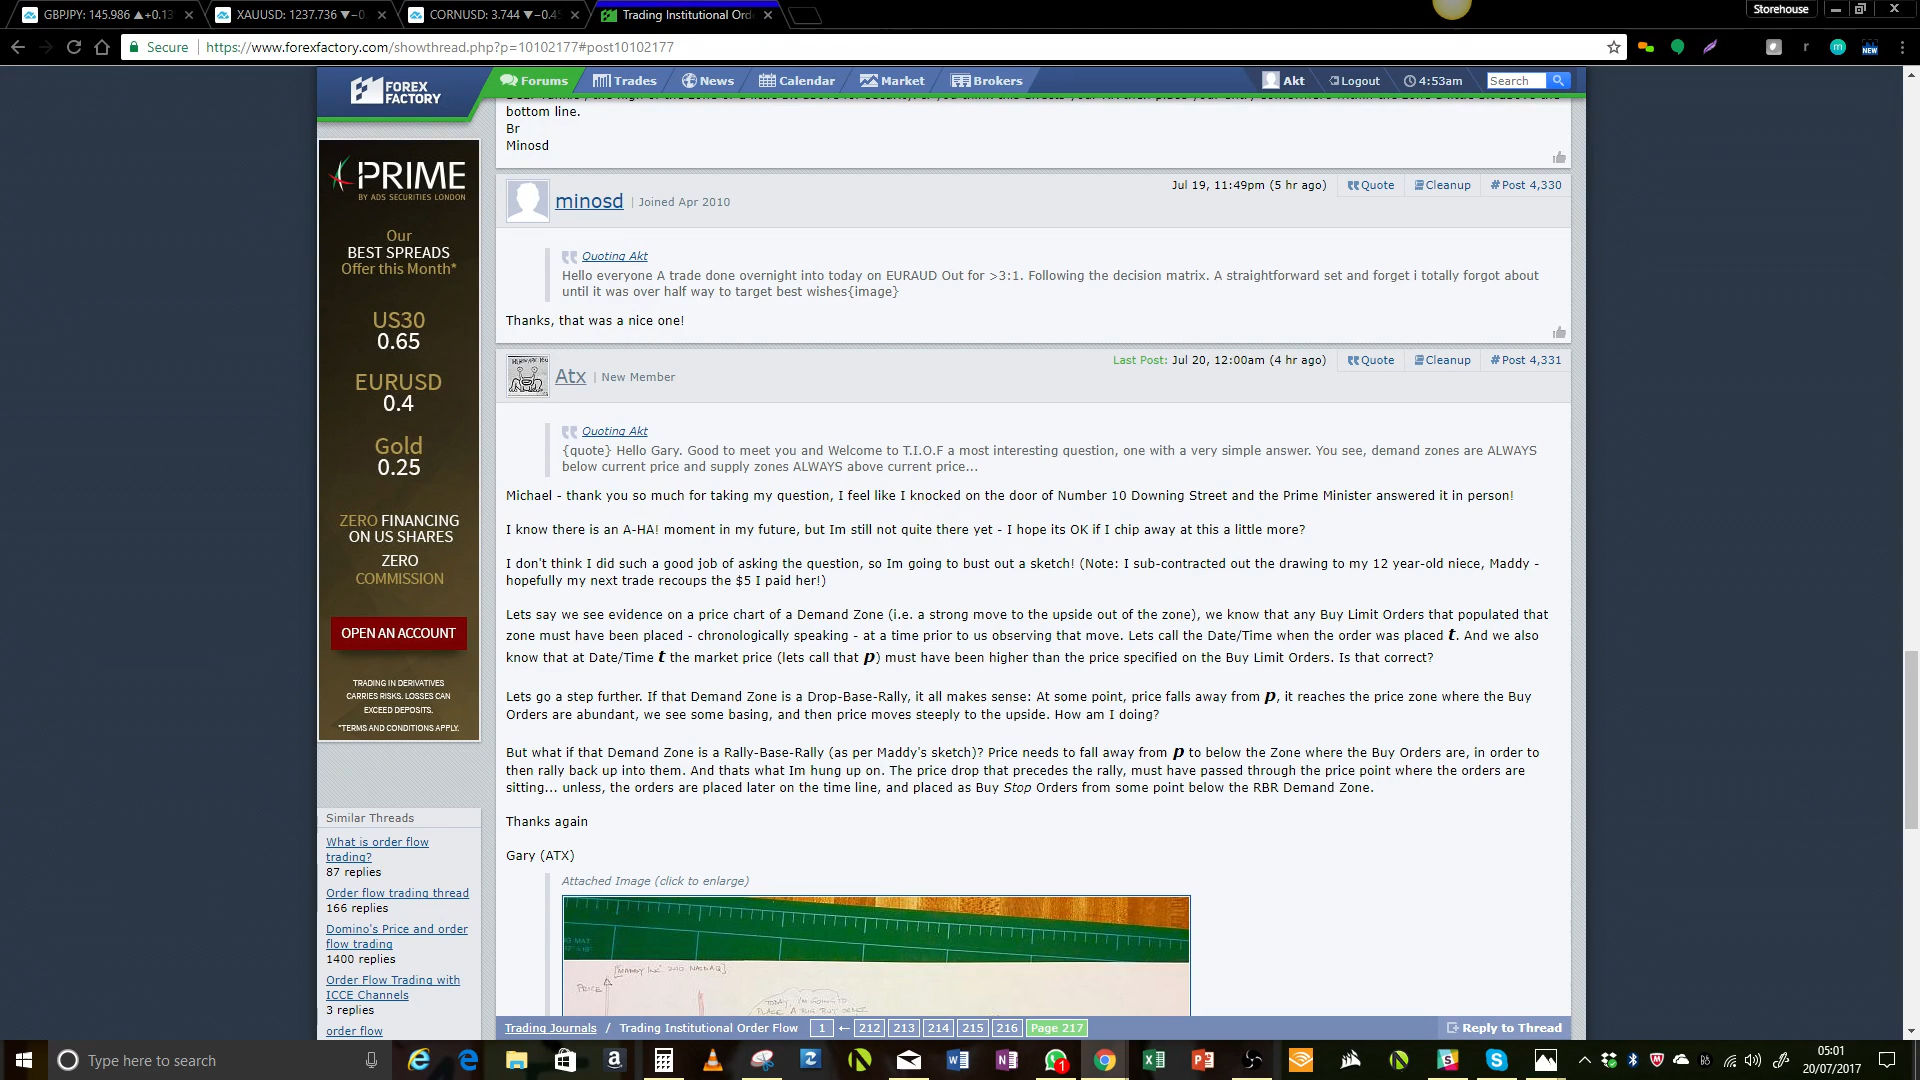 GBPJPY: 145.986 ▲+0.13
XAUUSD: 1237.736 ▼−0.
CORNUSD: 3.744 ▼−0.4
Trading Institutional Ord
Storehouse
Secure
https://www.forexfactory.com/showthread.php?p=10102177#post10102177
NEW
FOREX FACTORY
Forums
Trades
News
Calendar
Market
Brokers
Akt
Logout
4:53am
Search
bottom line.
Br
Minosd
minosd | Joined Apr 2010
Jul 19, 11:49pm (5 hr ago)
Quote
Cleanup
#Post 4,330
Quoting Akt
Hello everyone A trade done overnight into today on EURAUD Out for >3:1. Following the decision matrix. A straightforward set and forget i totally forgot about
until it was over half way to target best wishes{image}
Thanks, that was a nice one!
Atx | New Member
Last Post: Jul 20, 12:00am (4 hr ago)
Quote
Cleanup
#Post 4,331
Quoting Akt
{quote} Hello Gary. Good to meet you and Welcome to T.I.O.F a most interesting question, one with a very simple answer. You see, demand zones are ALWAYS
below current price and supply zones ALWAYS above current price...
Michael - thank you so much for taking my question, I feel like I knocked on the door of Number 10 Downing Street and the Prime Minister answered it in person!
I know there is an A-HA! moment in my future, but Im still not quite there yet - I hope its OK if I chip away at this a little more?
I don't think I did such a good job of asking the question, so Im going to bust out a sketch! (Note: I sub-contracted out the drawing to my 12 year-old niece, Maddy -
hopefully my next trade recoups the $5 I paid her!)
Lets say we see evidence on a price chart of a Demand Zone (i.e. a strong move to the upside out of the zone), we know that any Buy Limit Orders that populated that
zone must have been placed - chronologically speaking - at a time prior to us observing that move. Lets call the Date/Time when the order was placed t. And we also
know that at Date/Time t the market price (lets call that p) must have been higher than the price specified on the Buy Limit Orders. Is that correct?
Lets go a step further. If that Demand Zone is a Drop-Base-Rally, it all makes sense: At some point, price falls away from p, it reaches the price zone where the Buy
Orders are abundant, we see some basing, and then price moves steeply to the upside. How am I doing?
But what if that Demand Zone is a Rally-Base-Rally (as per Maddy's sketch)? Price needs to fall away from p to below the Zone where the Buy Orders are, in order to
then rally back up into them. And thats what Im hung up on. The price drop that precedes the rally, must have passed through the price point where the orders are
sitting... unless, the orders are placed later on the time line, and placed as Buy Stop Orders from some point below the RBR Demand Zone.
Thanks again
Gary (ATX)
Attached Image (click to enlarge)
PRICE
TODAY, I'M GOING TO
PLACE A BIG BUY
Trading Journals / Trading Institutional Order Flow
1 ← 212 213 214 215 216 Page 217
Reply to Thread
PRIME
BY ADS SECURITIES LONDON
Our
BEST SPREADS
Offer this Month*
US30
0.65
EURUSD
0.4
Gold
0.25
ZERO FINANCING
ON US SHARES
ZERO
COMMISSION
OPEN AN ACCOUNT
TRADING IN DERIVATIVES
CARRIES RISKS. LOSSES CAN
EXCEED DEPOSITS.
*TERMS AND CONDITIONS APPLY.
Similar Threads
What is order flow
trading?
87 replies
Order flow trading thread
166 replies
Domino's Price and order
flow trading
1400 replies
Order Flow Trading with
ICCE Channels
3 replies
order flow
Type here to search
05:01
20/07/2017